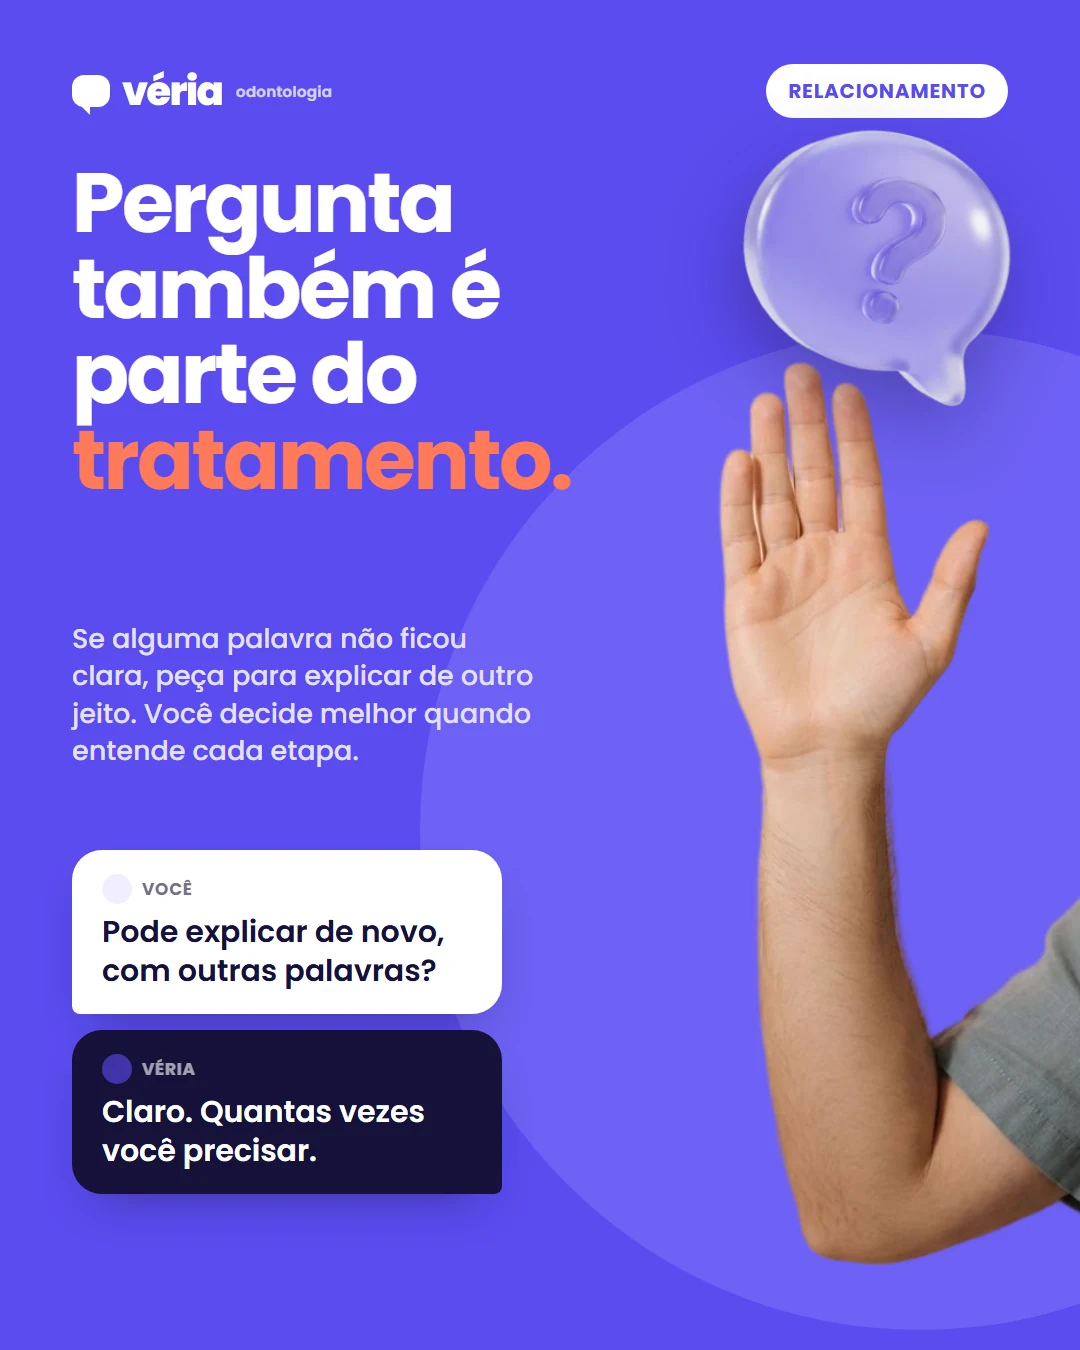 véria odontologia
RELACIONAMENTO
Pergunta
também é
parte do
tratamento.
?
Se alguma palavra não ficou
clara, peça para explicar de outro
jeito. Você decide melhor quando
entende cada etapa.
VOCÊ
Pode explicar de novo,
com outras palavras?
VÉRIA
Claro. Quantas vezes
você precisar.